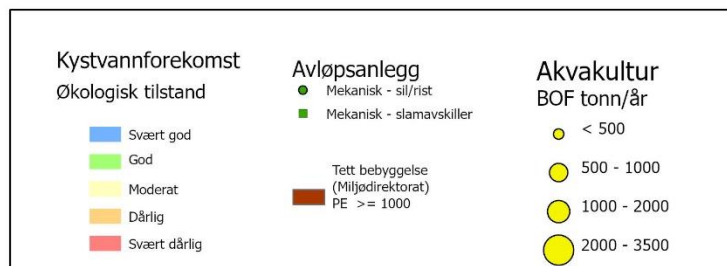 Kystvannforekomst
Økologisk tilstand
Svært god
God
Moderat
Dårlig
Svært dårlig
Avløpsanlegg
Mekanisk - sil/rist
Mekanisk - slamavskiller
Tett bebyggelse
(Miljødirektorat)
PE >= 1000
Akvakultur
BOF tonn/år
< 500
500 - 1000
1000 - 2000
2000 - 3500